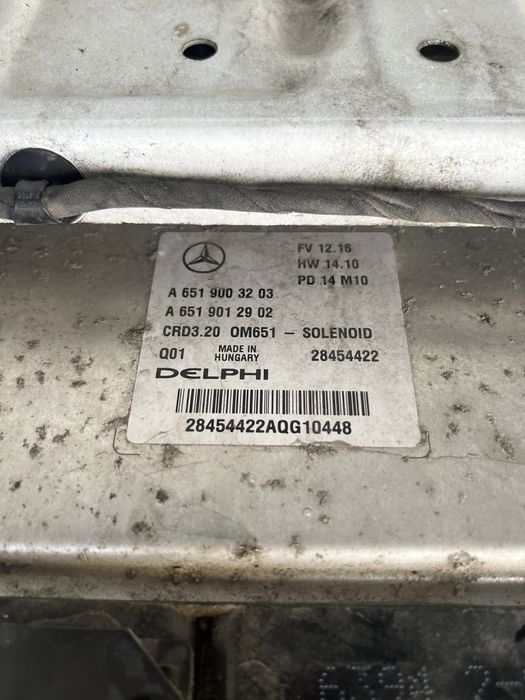 FV 12.16
HW 14.10
PD 14 M10
A 651 900 32 03
A 651 901 29 02
CRD3.20 OM651 – SOLENOID
Q01 MADE IN HUNGARY 28454422
DELPHI
28454422AQG10448